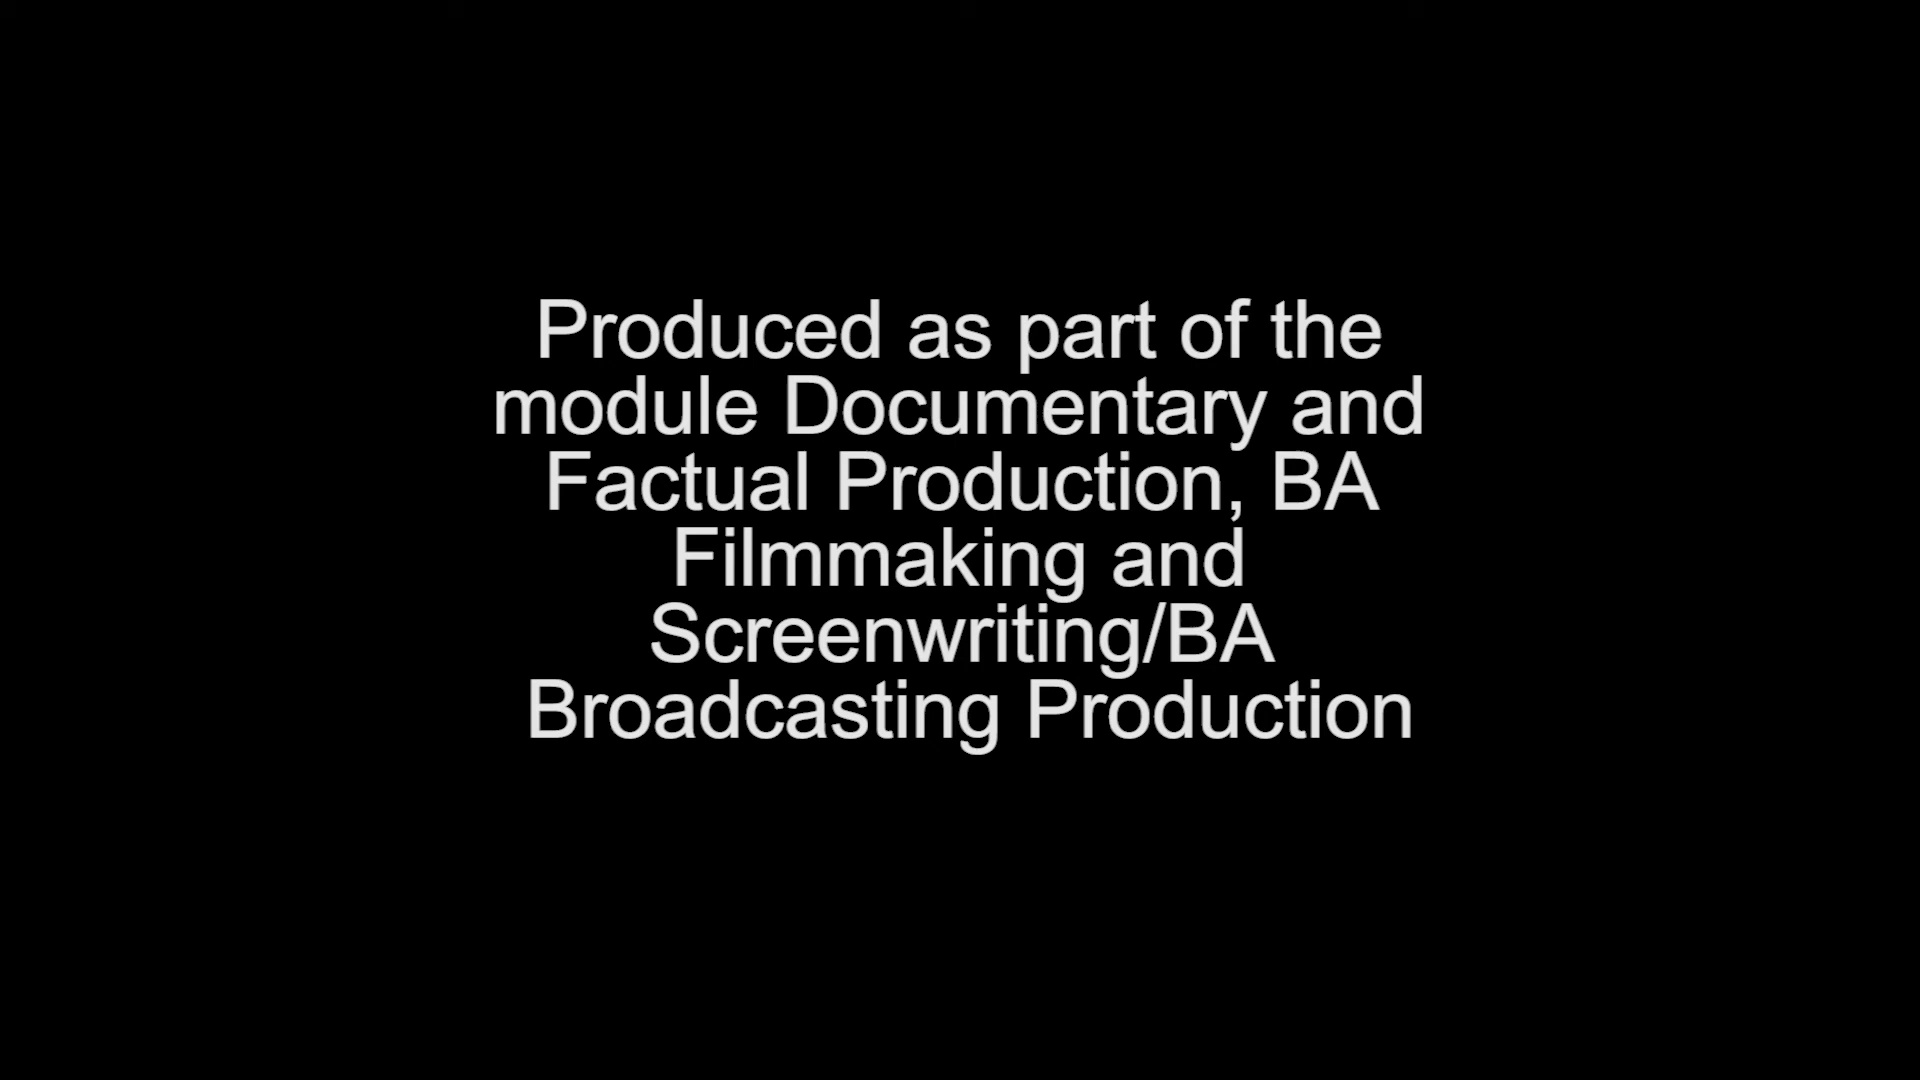 Produced as part of the
module Documentary and
Factual Production, BA
Filmmaking and
Screenwriting/BA
Broadcasting Production